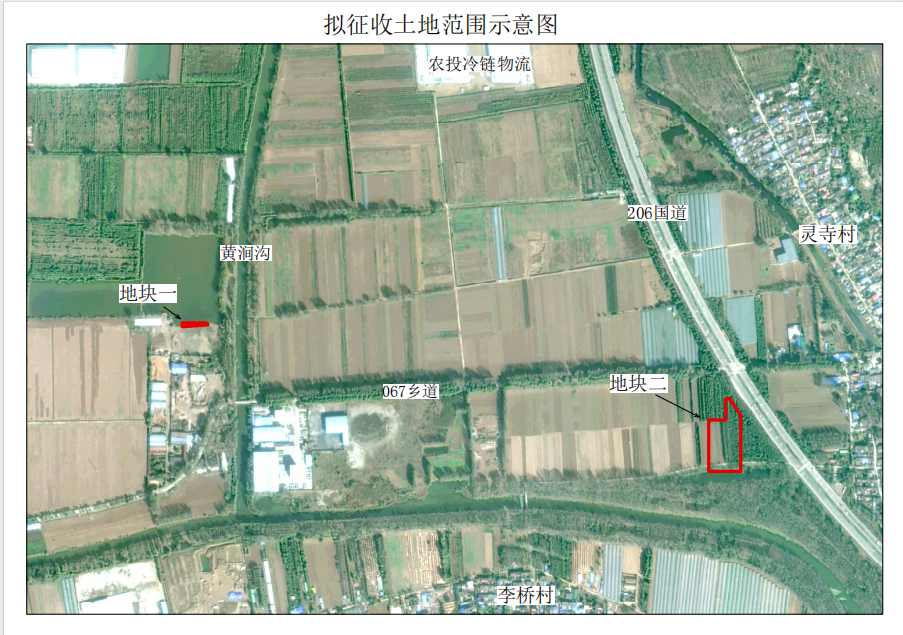 拟征收土地范围示意图
农投冷链物流
206国道
灵寺村
黄涧沟
地块一
067乡道
地块二
李桥村